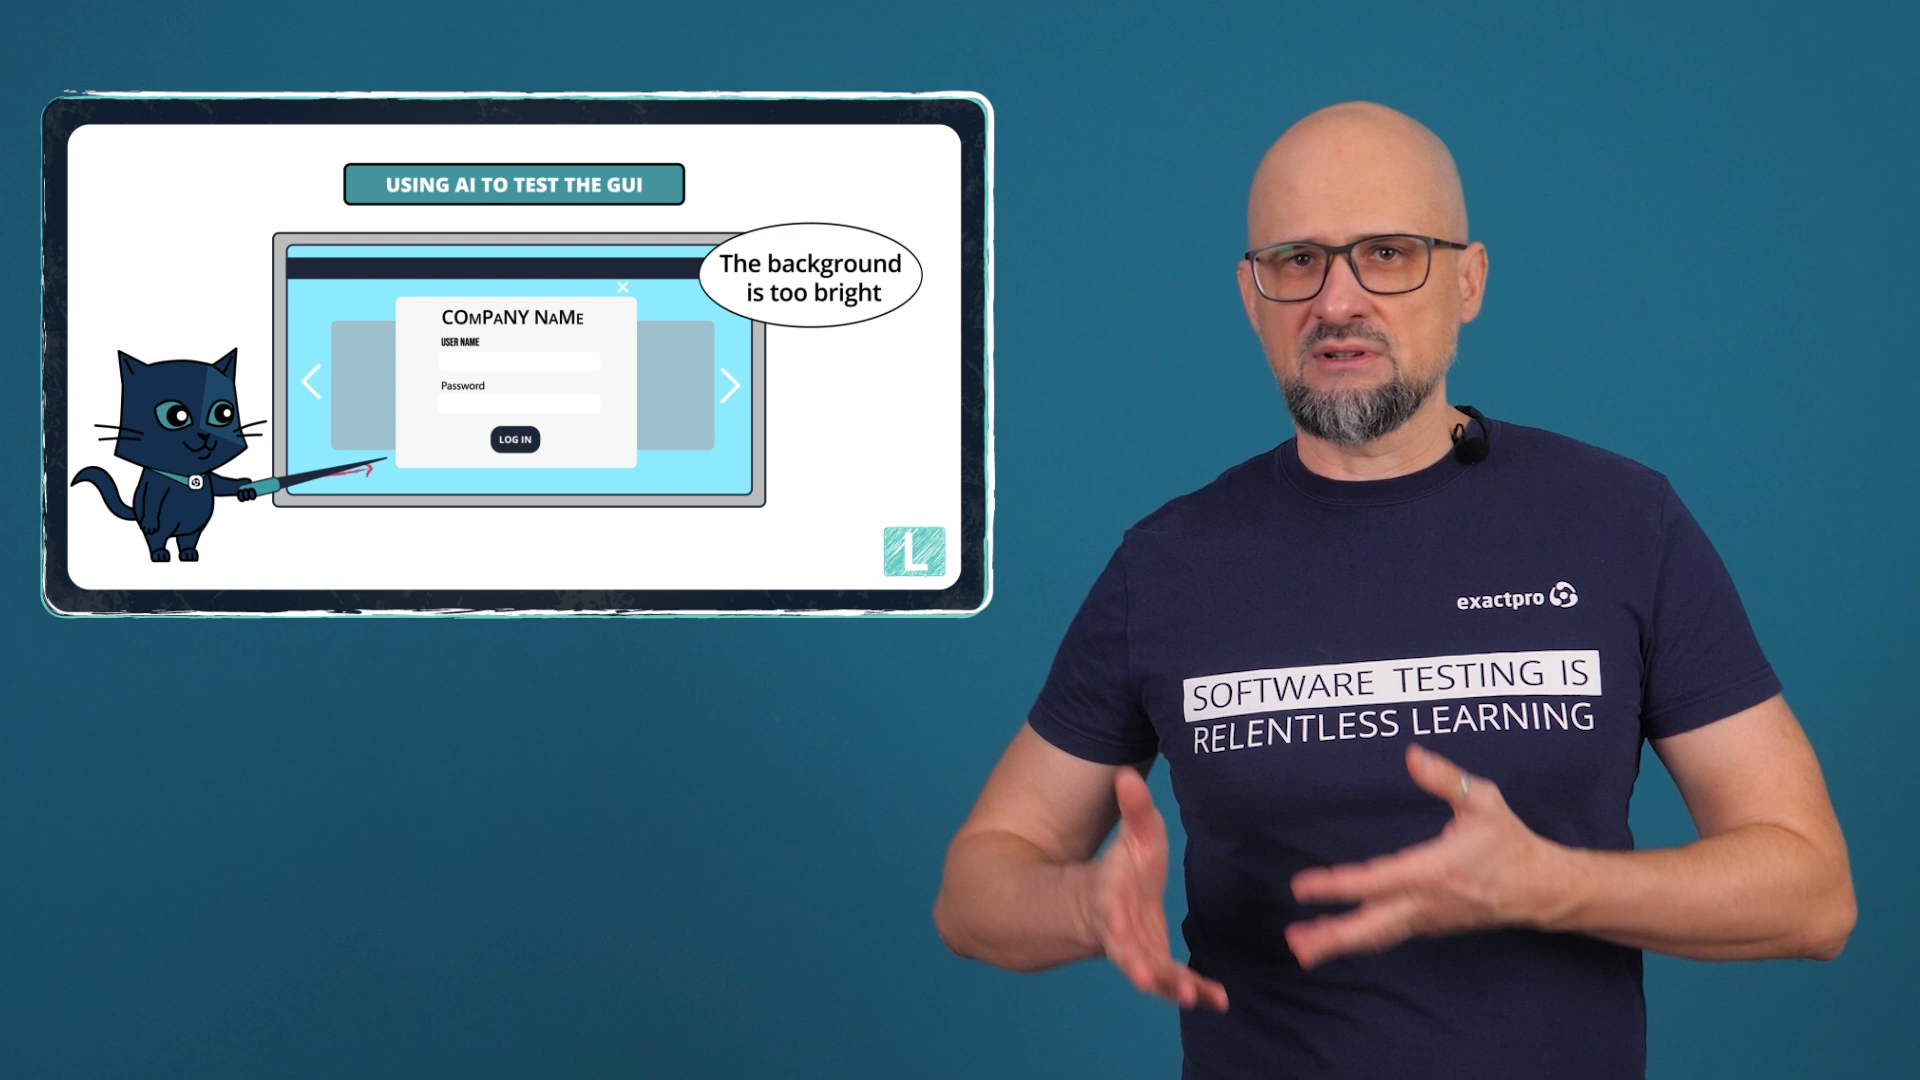 USING AI TO TEST THE GUI
The background
is too bright
COmPaNY NaMe
USER NAME
Password
LOG IN
L
exactpro
SOFTWARE TESTING IS
RELENTLESS LEARNING